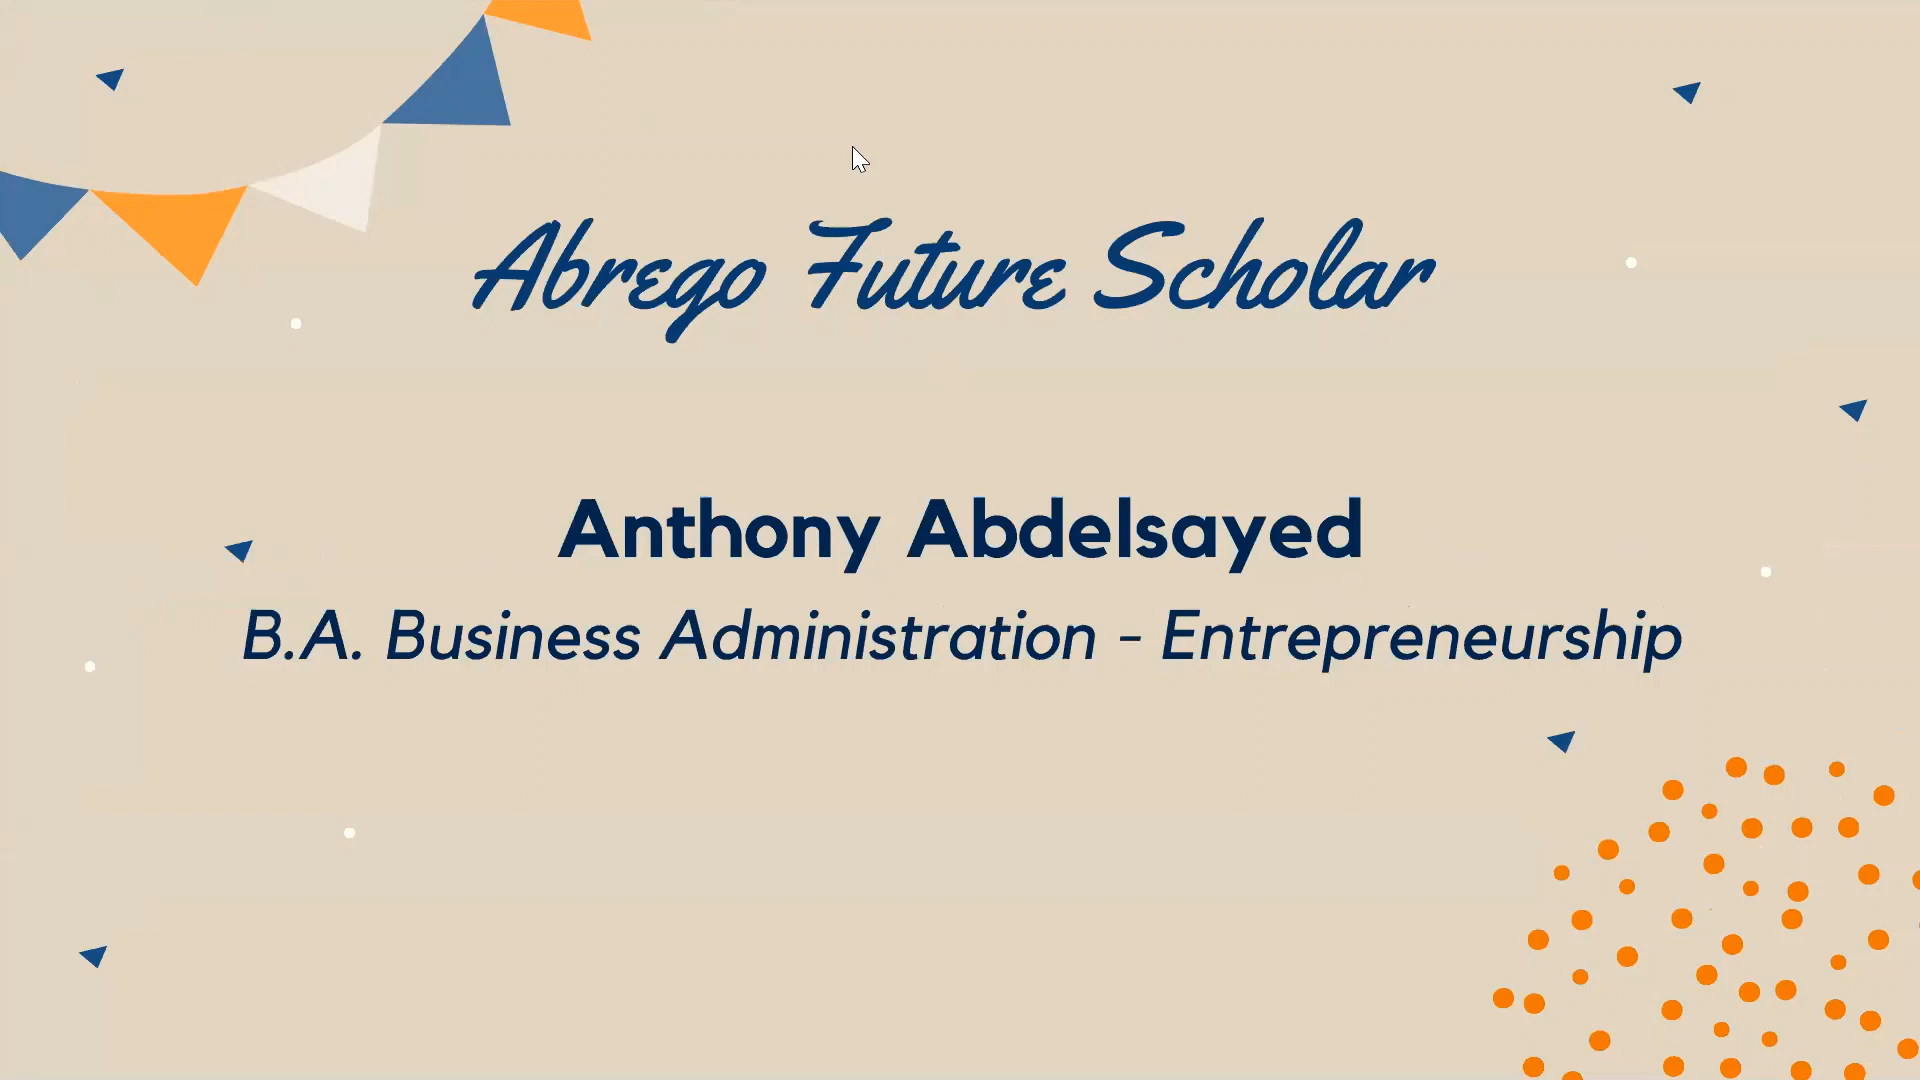 Abrego Future Scholar
Anthony Abdelsayed
B.A. Business Administration - Entrepreneurship